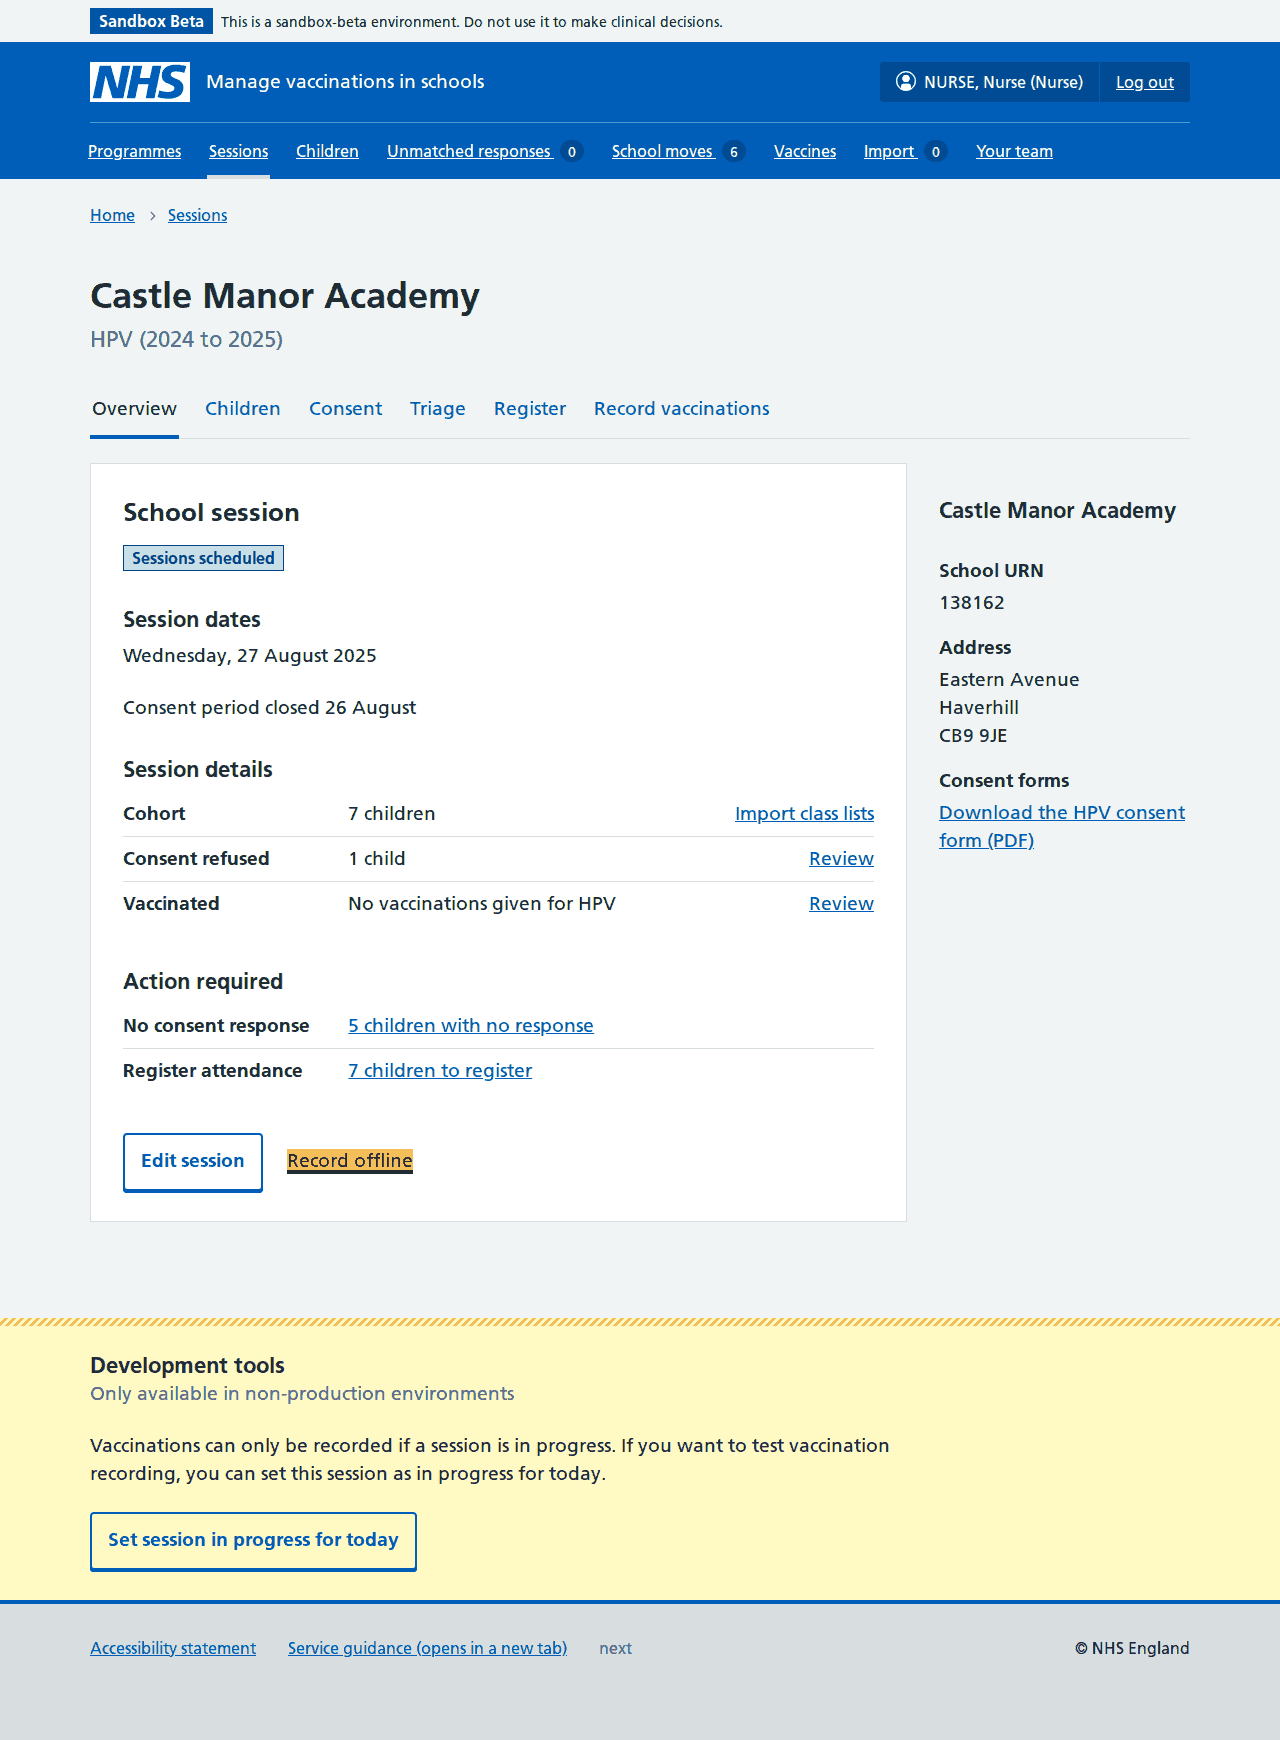 Sandbox Beta This is a sandbox-beta environment. Do not use it to make clinical decisions.
NHS Manage vaccinations in schools NURSE, Nurse (Nurse) Log out
Programmes Sessions Children Unmatched responses 0 School moves 6 Vaccines Import 0 Your team
Home Sessions
Castle Manor Academy
HPV (2024 to 2025)
Overview Children Consent Triage Register Record vaccinations
School session
Sessions scheduled
Session dates
Wednesday, 27 August 2025
Consent period closed 26 August
Session details
Cohort 7 children Import class lists
Consent refused 1 child Review
Vaccinated No vaccinations given for HPV Review
Action required
No consent response 5 children with no response
Register attendance 7 children to register
Edit session Record offline
Castle Manor Academy
School URN
138162
Address
Eastern Avenue
Haverhill
CB9 9JE
Consent forms
Download the HPV consent
form (PDF)
Development tools
Only available in non-production environments
Vaccinations can only be recorded if a session is in progress. If you want to test vaccination
recording, you can set this session as in progress for today.
Set session in progress for today
Accessibility statement Service guidance (opens in a new tab) next © NHS England